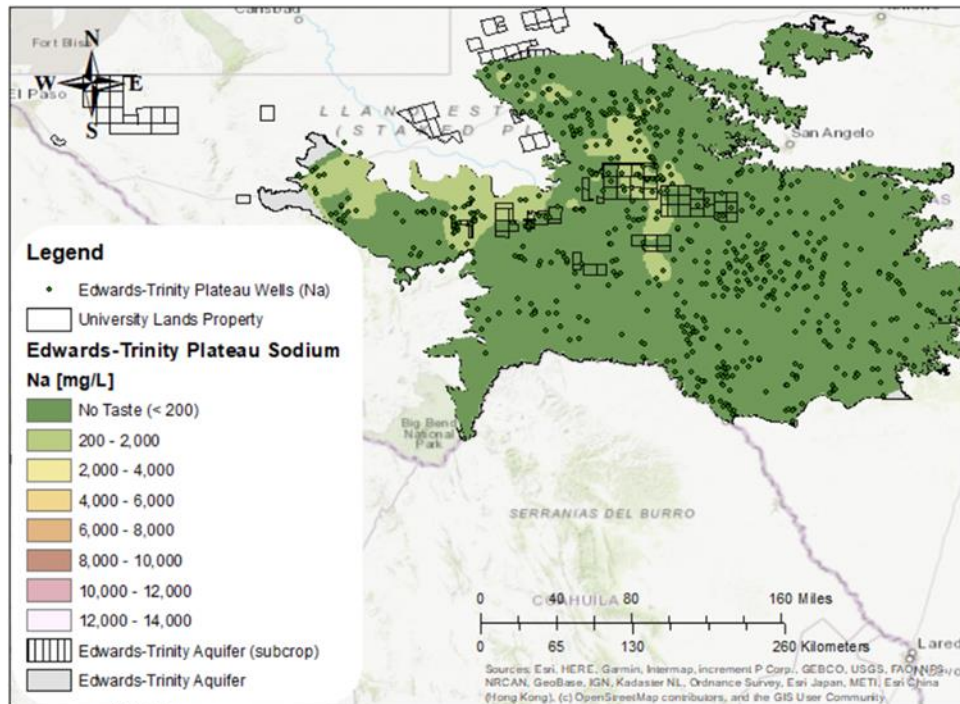 Carlsbad
Fort Blis
N
W E
S
El Paso
LLANO EST
(STAKED PL
San Angelo
Legend
Edwards-Trinity Plateau Wells (Na)
University Lands Property
Edwards-Trinity Plateau Sodium
Na [mg/L]
No Taste (< 200)
200 - 2,000
2,000 - 4,000
4,000 - 6,000
6,000 - 8,000
8,000 - 10,000
10,000 - 12,000
12,000 - 14,000
Edwards-Trinity Aquifer (subcrop)
Edwards-Trinity Aquifer
Big Bend
National
Park
SERRANIAS DEL BURRO
COAHUILA
0 40 80 160 Miles
0 65 130 260 Kilometers
Lared
Sources: Esri, HERE, Garmin, Intermap, increment P Corp., GEBCO, USGS, FAO, NPS,
NRCAN, GeoBase, IGN, Kadaster NL, Ordnance Survey, Esri Japan, METI, Esri China
(Hong Kong), (c) OpenStreetMap contributors, and the GIS User Community